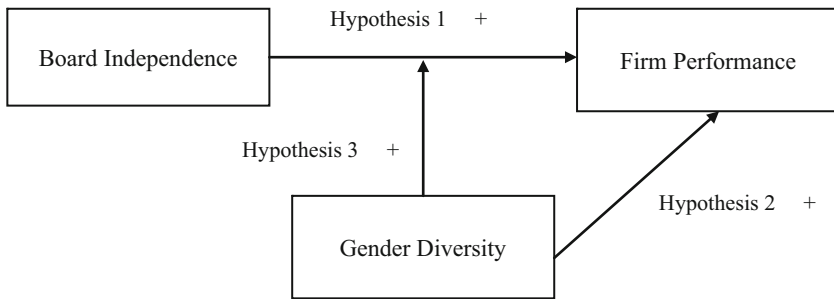 Hypothesis 1 +
Board Independence
Firm Performance
Hypothesis 3 +
Hypothesis 2 +
Gender Diversity